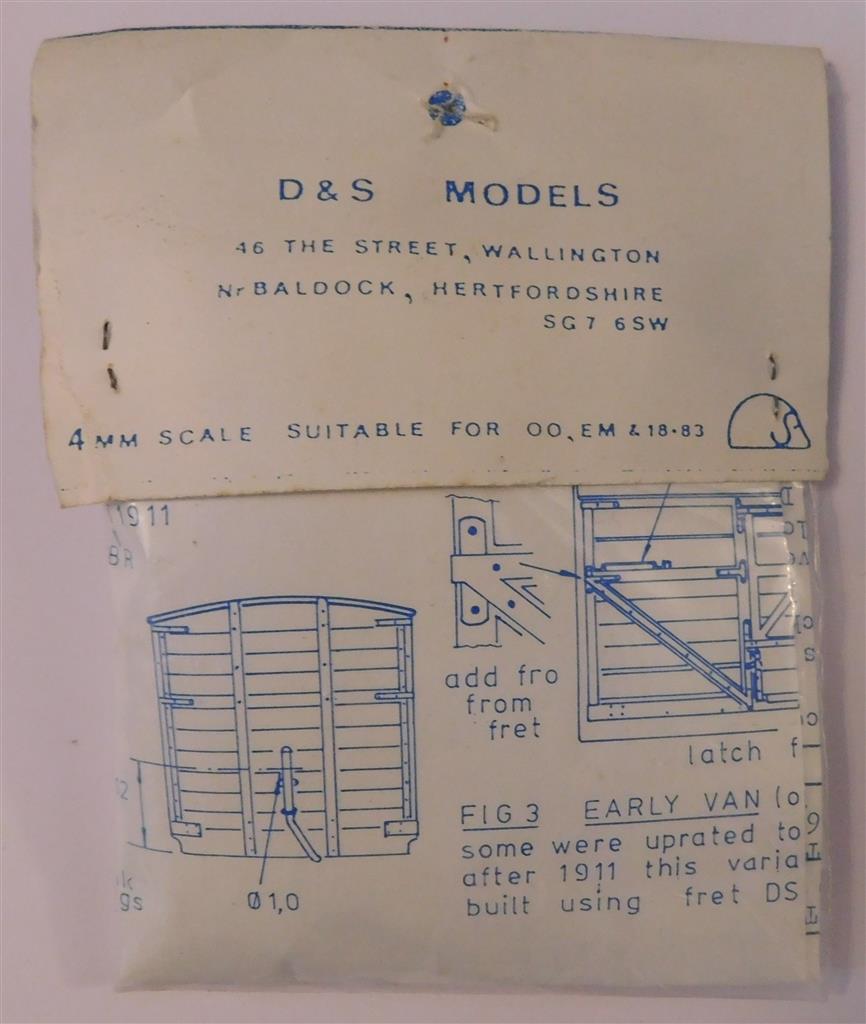 D & S MODELS
46 THE STREET, WALLINGTON
Nr BALDOCK, HERTFORDSHIRE
SG7 6SW
4MM SCALE SUITABLE FOR OO, EM & 18·83
1911
BR
add fro
from
fret
latch f
FIG 3 EARLY VAN (o
some were uprated to
after 1911 this varia
built using fret DS
gs
Ø1,0